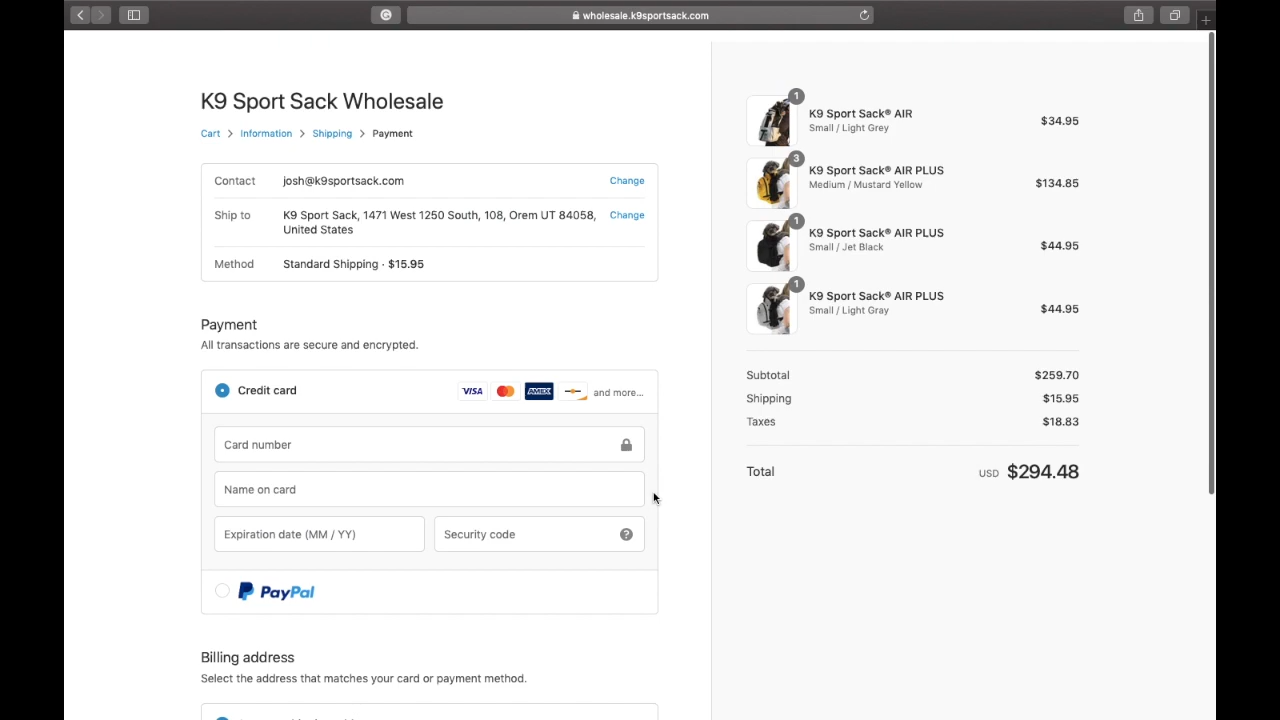 wholesale.k9sportsack.com
K9 Sport Sack Wholesale
Cart > Information > Shipping > Payment
Contact josh@k9sportsack.com Change
Ship to K9 Sport Sack, 1471 West 1250 South, 108, Orem UT 84058, Change
United States
Method Standard Shipping · $15.95
Payment
All transactions are secure and encrypted.
Credit card VISA AMEX and more...
Card number
Name on card
Expiration date (MM / YY) Security code ?
PayPal
Billing address
Select the address that matches your card or payment method.
1
K9 Sport Sack® AIR
Small / Light Grey
$34.95
3
K9 Sport Sack® AIR PLUS
Medium / Mustard Yellow
$134.85
1
K9 Sport Sack® AIR PLUS
Small / Jet Black
$44.95
1
K9 Sport Sack® AIR PLUS
Small / Light Gray
$44.95
Subtotal $259.70
Shipping $15.95
Taxes $18.83
Total USD $294.48